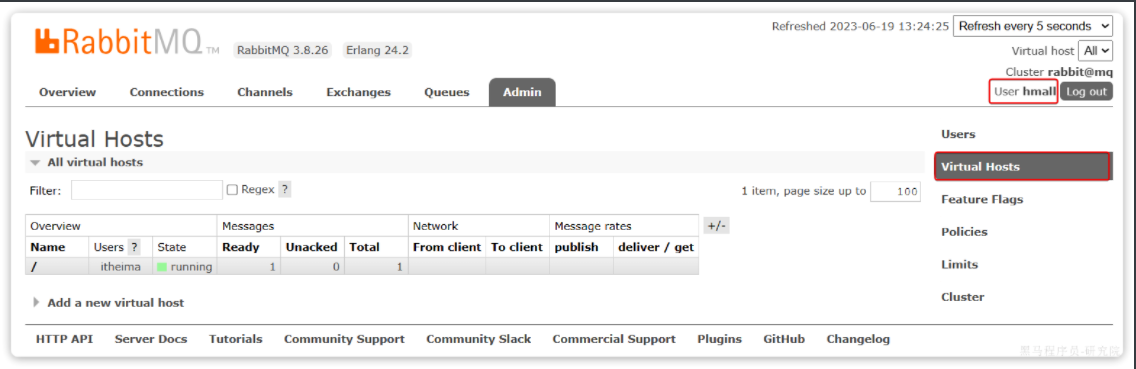 Refreshed 2023-06-19 13:24:25 Refresh every 5 seconds
RabbitMQ TM RabbitMQ 3.8.26 Erlang 24.2
Virtual host All
Cluster rabbit@mq
User hmall Log out
Overview Connections Channels Exchanges Queues Admin
Virtual Hosts
All virtual hosts
Filter: Regex ? 1 item, page size up to 100
Overview Messages Network Message rates +/-
Name Users ? State Ready Unacked Total From client To client publish deliver / get
/ itheima running 1 0 1
Add a new virtual host
Users
Virtual Hosts
Feature Flags
Policies
Limits
Cluster
HTTP API Server Docs Tutorials Community Support Community Slack Commercial Support Plugins GitHub Changelog
黑马程序员-研究院